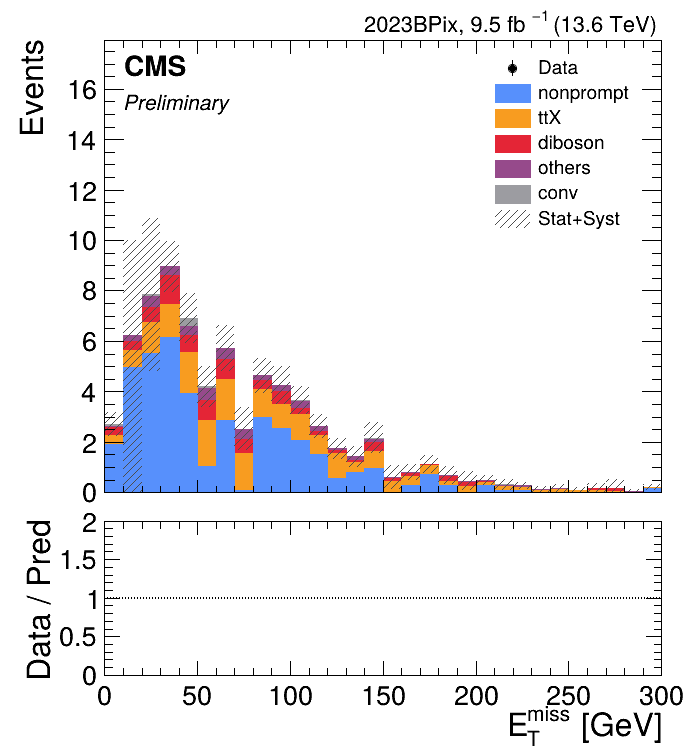 2023BPix, 9.5 fb⁻¹ (13.6 TeV)
Events
CMS
Preliminary
Data
nonprompt
ttX
diboson
others
conv
Stat+Syst
16
14
12
10
8
6
4
2
0
Data / Pred
2
1.5
1
0.5
0
0 50 100 150 200 250 300
E_T^miss [GeV]